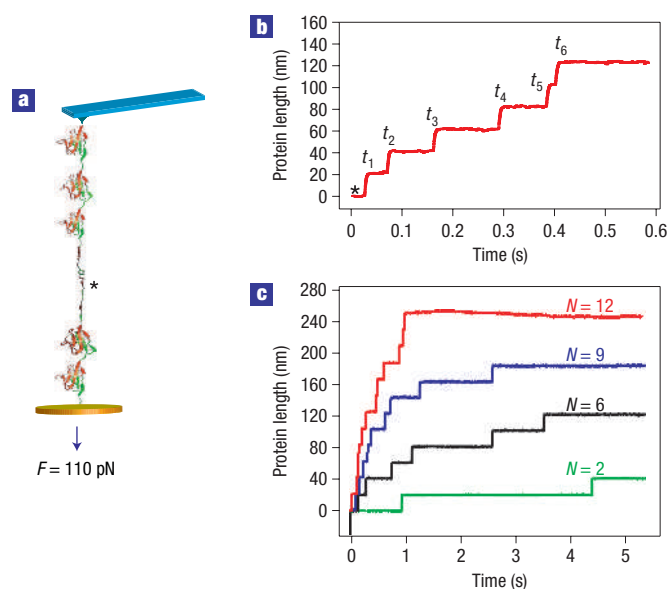 a
*
F = 110 pN
b
Protein length (nm)
160
140
120
100
80
60
40
20
0
*
t1
t2
t3
t4
t5
t6
0 0.1 0.2 0.3 0.4 0.5 0.6
Time (s)
c
Protein length (nm)
280
240
200
160
120
80
40
0
N = 12
N = 9
N = 6
N = 2
0 1 2 3 4 5
Time (s)